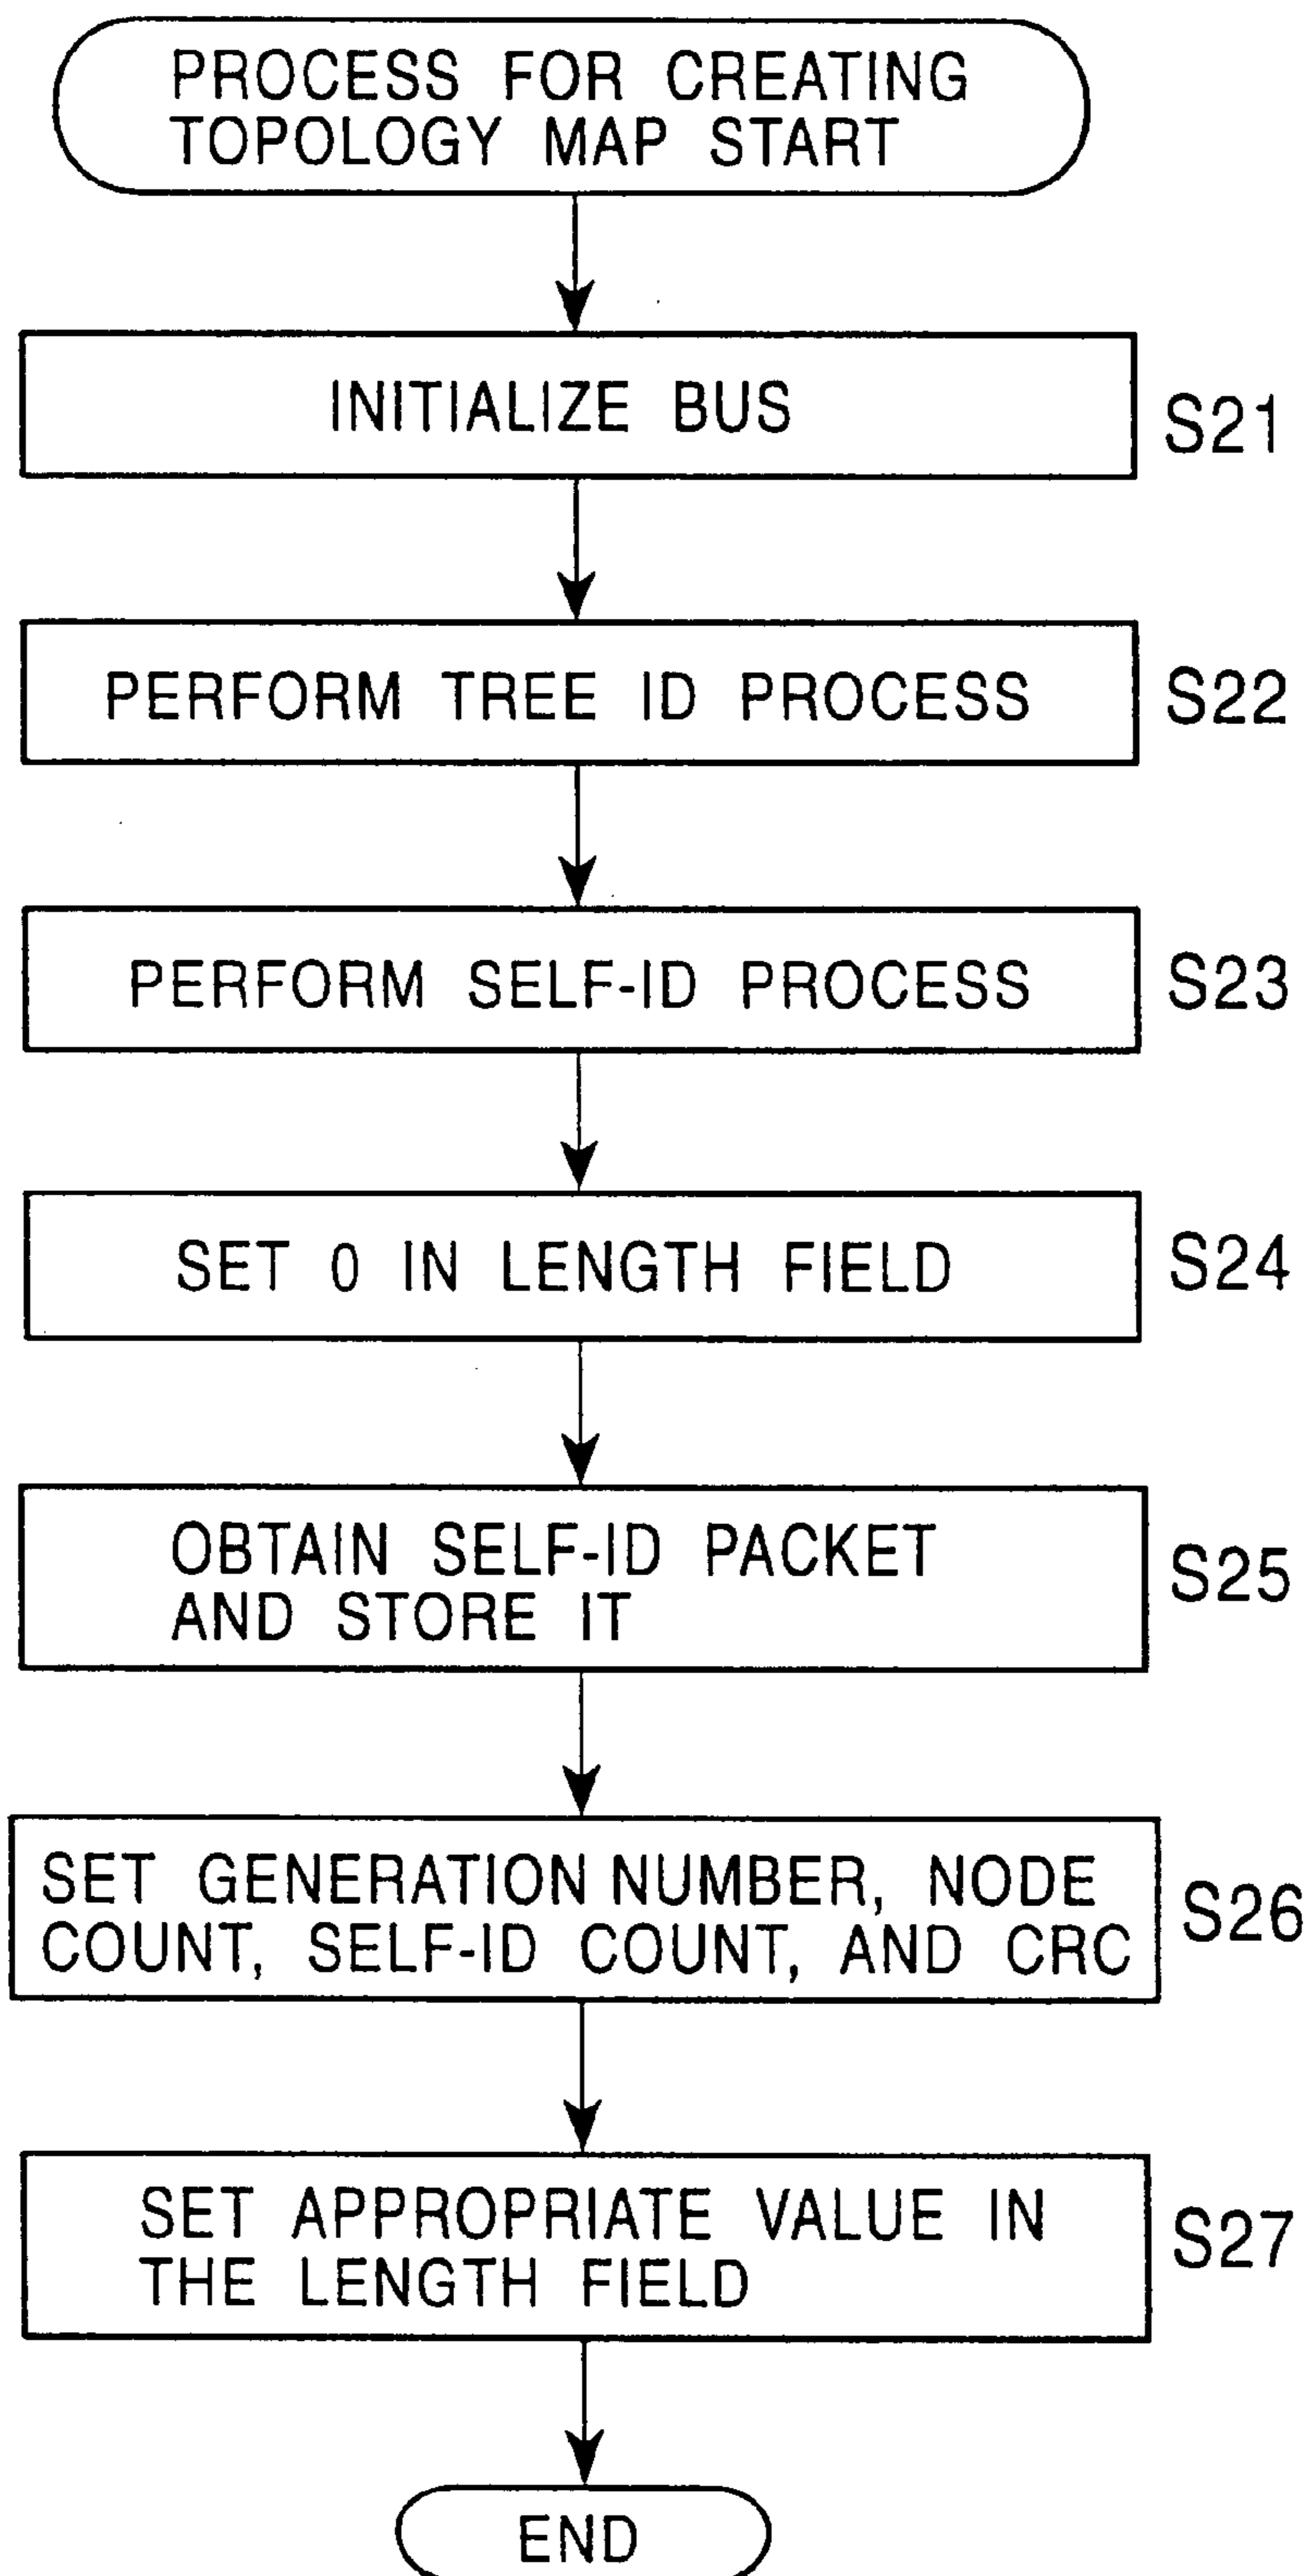 PROCESS FOR CREATING
TOPOLOGY MAP START
INITIALIZE BUS
S21
PERFORM TREE ID PROCESS
S22
PERFORM SELF-ID PROCESS
S23
SET 0 IN LENGTH FIELD
S24
OBTAIN SELF-ID PACKET
AND STORE IT
S25
SET GENERATION NUMBER, NODE
COUNT, SELF-ID COUNT, AND CRC
S26
SET APPROPRIATE VALUE IN
THE LENGTH FIELD
S27
END